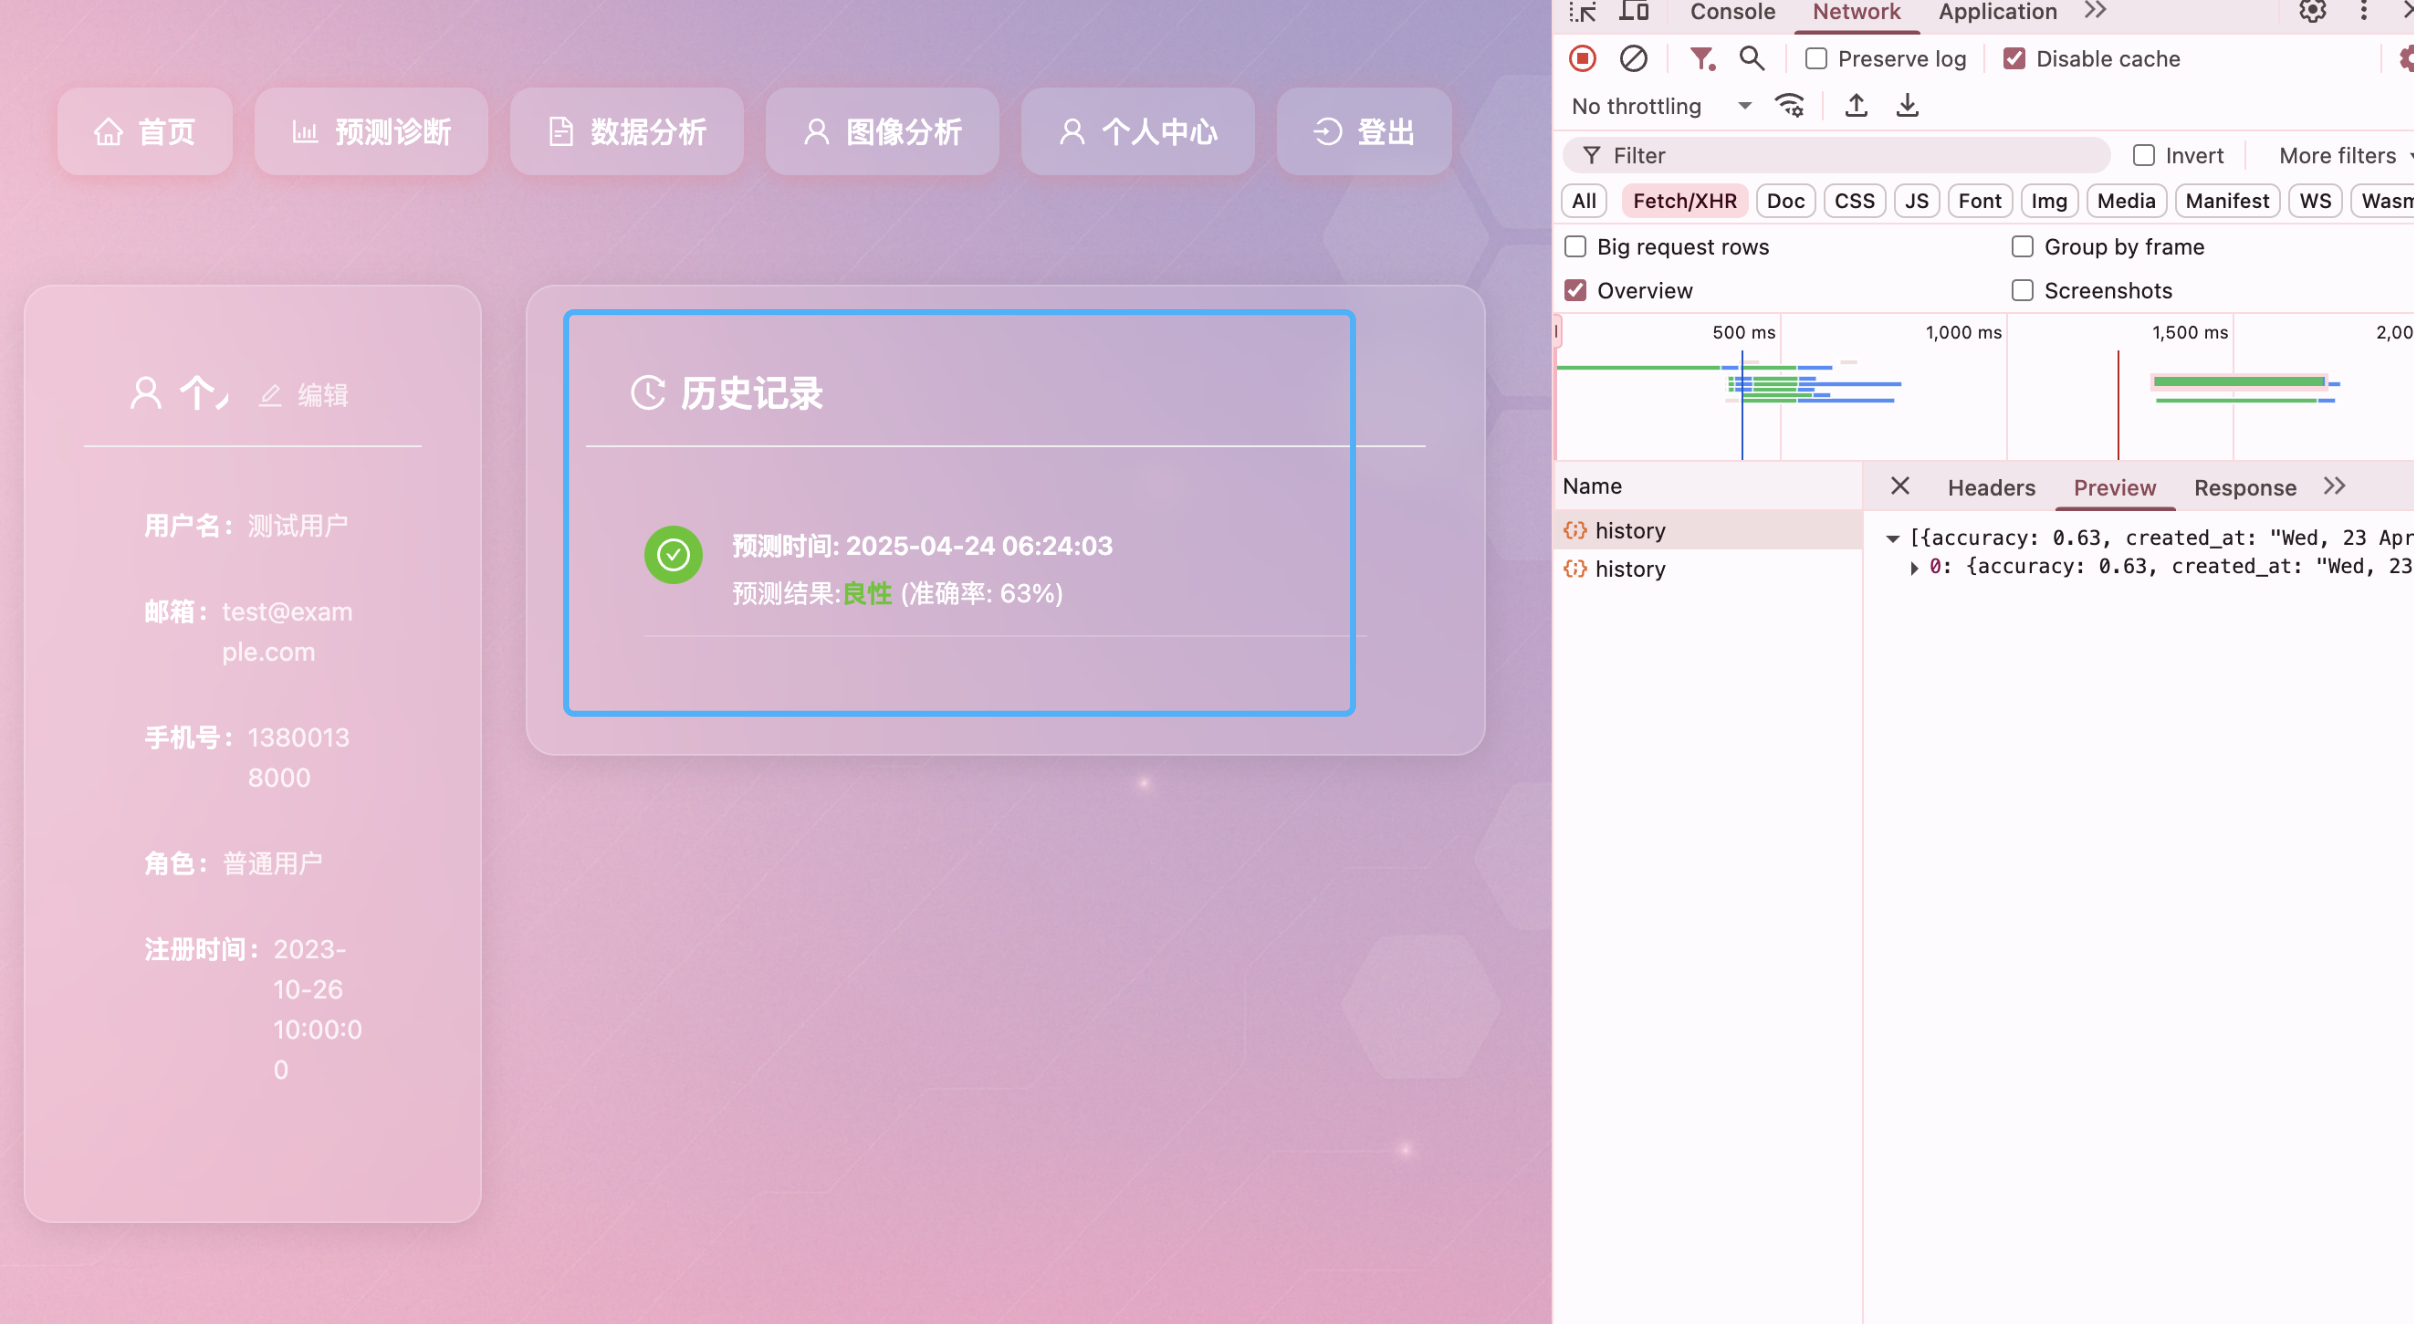 首页
预测诊断
数据分析
图像分析
个人中心
登出
编辑
用户名：测试用户
邮箱：test@exam
ple.com
手机号：1380013
8000
角色：普通用户
注册时间：2023-
10-26
10:00:0
0
历史记录
预测时间: 2025-04-24 06:24:03
预测结果:良性 (准确率: 63%)
Console
Network
Application
Preserve log
Disable cache
No throttling
Filter
Invert
More filters
All
Fetch/XHR
Doc
CSS
JS
Font
Img
Media
Manifest
WS
Wasm
Big request rows
Group by frame
Overview
Screenshots
500 ms
1,000 ms
1,500 ms
2,00
Name
Headers
Preview
Response
history
history
[{accuracy: 0.63, created_at: "Wed, 23 Apr
0: {accuracy: 0.63, created_at: "Wed, 23